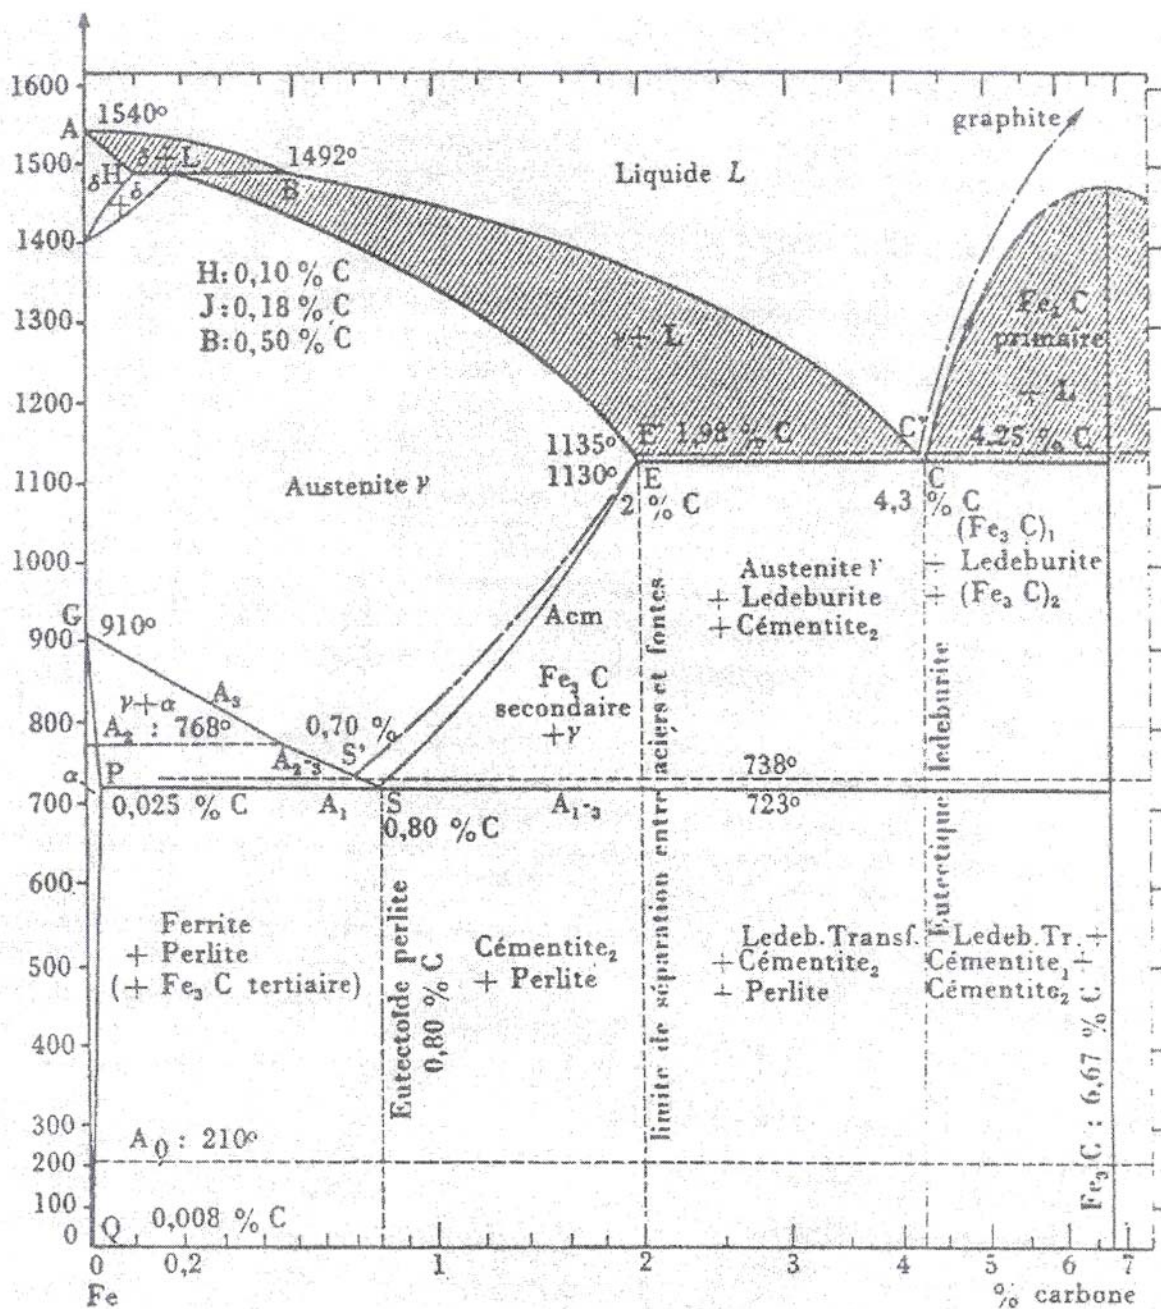 1600
1500
1400
1300
1200
1100
1000
900
800
700
600
500
400
300
200
100
0
A
1540°
δ + L
1492°
δ
H
+ δ
B
Liquide L
graphite
H: 0,10 % C
J: 0,18 % C
B: 0,50 % C
γ + L
Fe₃ C
primaire
+ L
1135°
E' 1,98 % C
C'
4,25 % C
1130°
E
2 % C
C
4,3 % C
Austenite γ
(Fe₃ C)₁
+ Ledeburite
+ (Fe₃ C)₂
Austenite γ
+ Ledeburite
+ Cémentite₂
G
910°
Acm
γ+α
A₃
A₂ : 768°
0,70 %
S'
Fe₃ C
secondaire
+γ
α
P
A₂-₃
738°
0,025 % C
A₁
S
A₁-₃
723°
0,80 % C
Ferrite
+ Perlite
(+ Fe₃ C tertiaire)
Eutectoïde perlite
0,80 % C
Cémentite₂
+ Perlite
limite de séparation entre aciers et fontes
Ledeb.Transf.
+ Cémentite₂
+ Perlite
Eutectique ledeburite
Ledeb.Tr. +
Cémentite₁ +
Cémentite₂
Fe₃ C : 6,67 % C
A₀ : 210°
Q
0,008 % C
0
0,2
1
2
3
4
5
6
7
Fe
% carbone